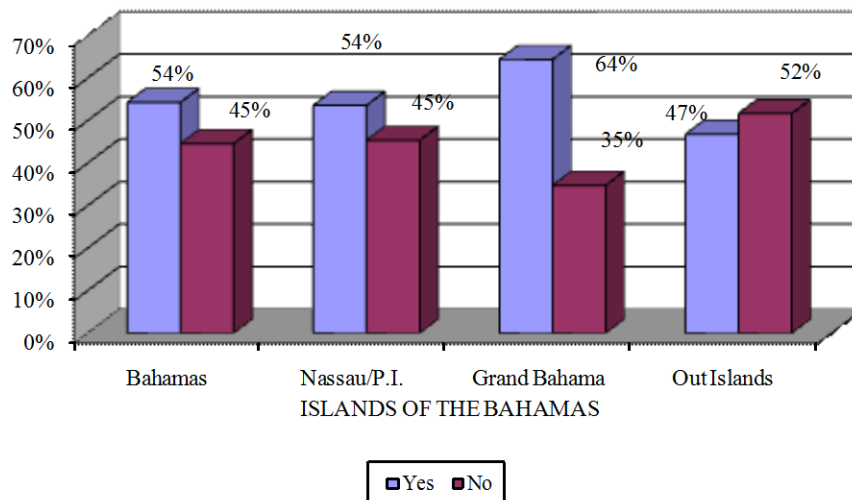 70%
60%
50%
40%
30%
20%
10%
0%
54%
45%
54%
45%
64%
35%
47%
52%
Bahamas
Nassau/P.I.
Grand Bahama
Out Islands
ISLANDS OF THE BAHAMAS
Yes
No